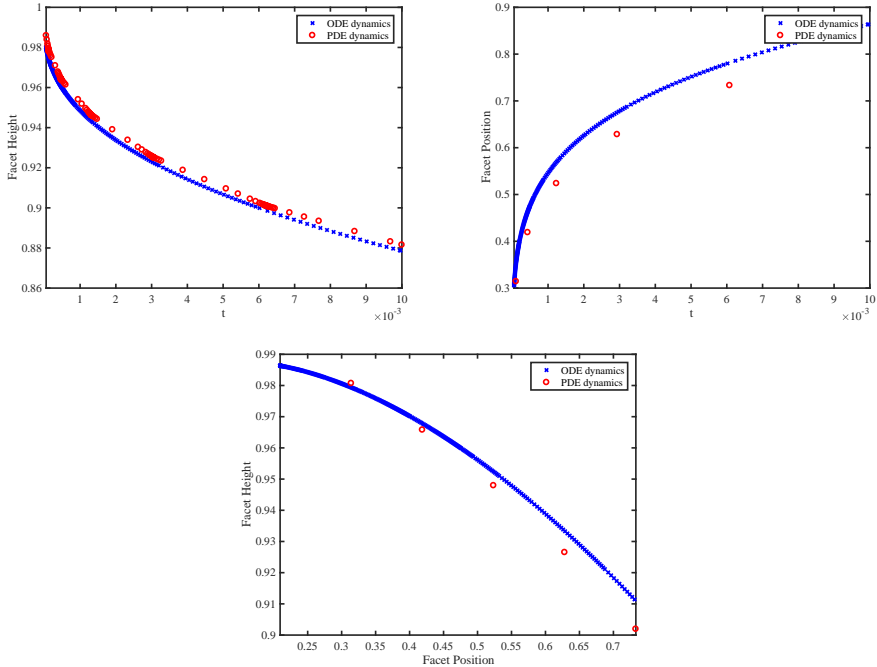 1
0.98
0.96
0.94
0.92
0.9
0.88
0.86
Facet Height
1 2 3 4 5 6 7 8 9 10
t
×10⁻³
ODE dynamics
PDE dynamics
0.9
0.8
0.7
0.6
0.5
0.4
0.3
Facet Position
1 2 3 4 5 6 7 8 9 10
t
×10⁻³
ODE dynamics
PDE dynamics
0.99
0.98
0.97
0.96
0.95
0.94
0.93
0.92
0.91
0.9
Facet Height
0.25 0.3 0.35 0.4 0.45 0.5 0.55 0.6 0.65 0.7
Facet Position
ODE dynamics
PDE dynamics